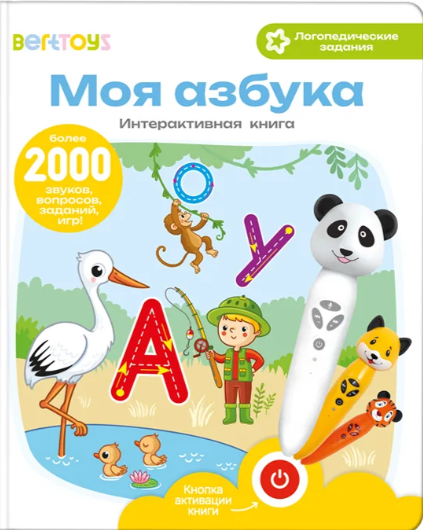 BertToys
Логопедические
задания
Моя азбука
Интерактивная книга
более
2000
звуков,
вопросов,
заданий,
игр!
О
У
А
Кнопка
активации
книги